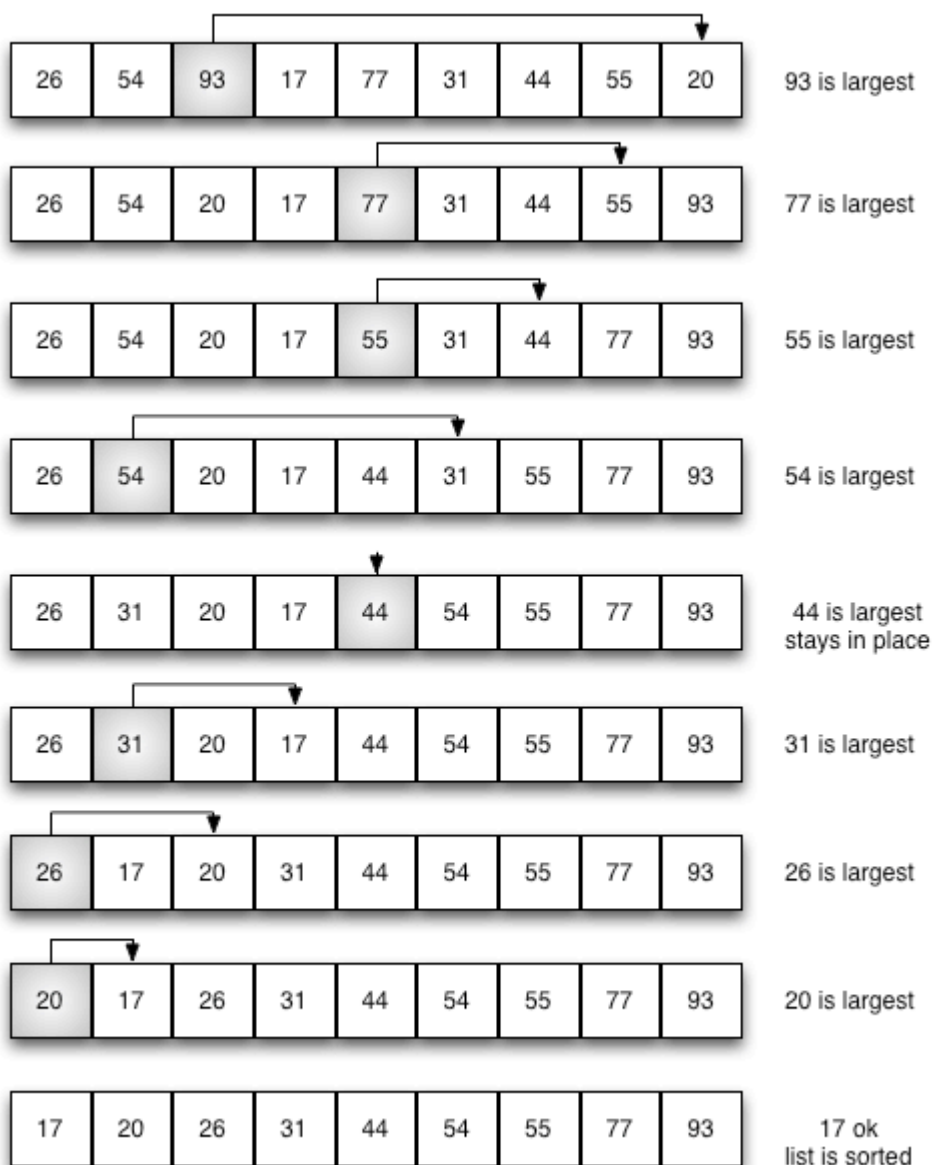 26 54 93 17 77 31 44 55 20 93 is largest
26 54 20 17 77 31 44 55 93 77 is largest
26 54 20 17 55 31 44 77 93 55 is largest
26 54 20 17 44 31 55 77 93 54 is largest
26 31 20 17 44 54 55 77 93 44 is largest
stays in place
26 31 20 17 44 54 55 77 93 31 is largest
26 17 20 31 44 54 55 77 93 26 is largest
20 17 26 31 44 54 55 77 93 20 is largest
17 20 26 31 44 54 55 77 93 17 ok
list is sorted